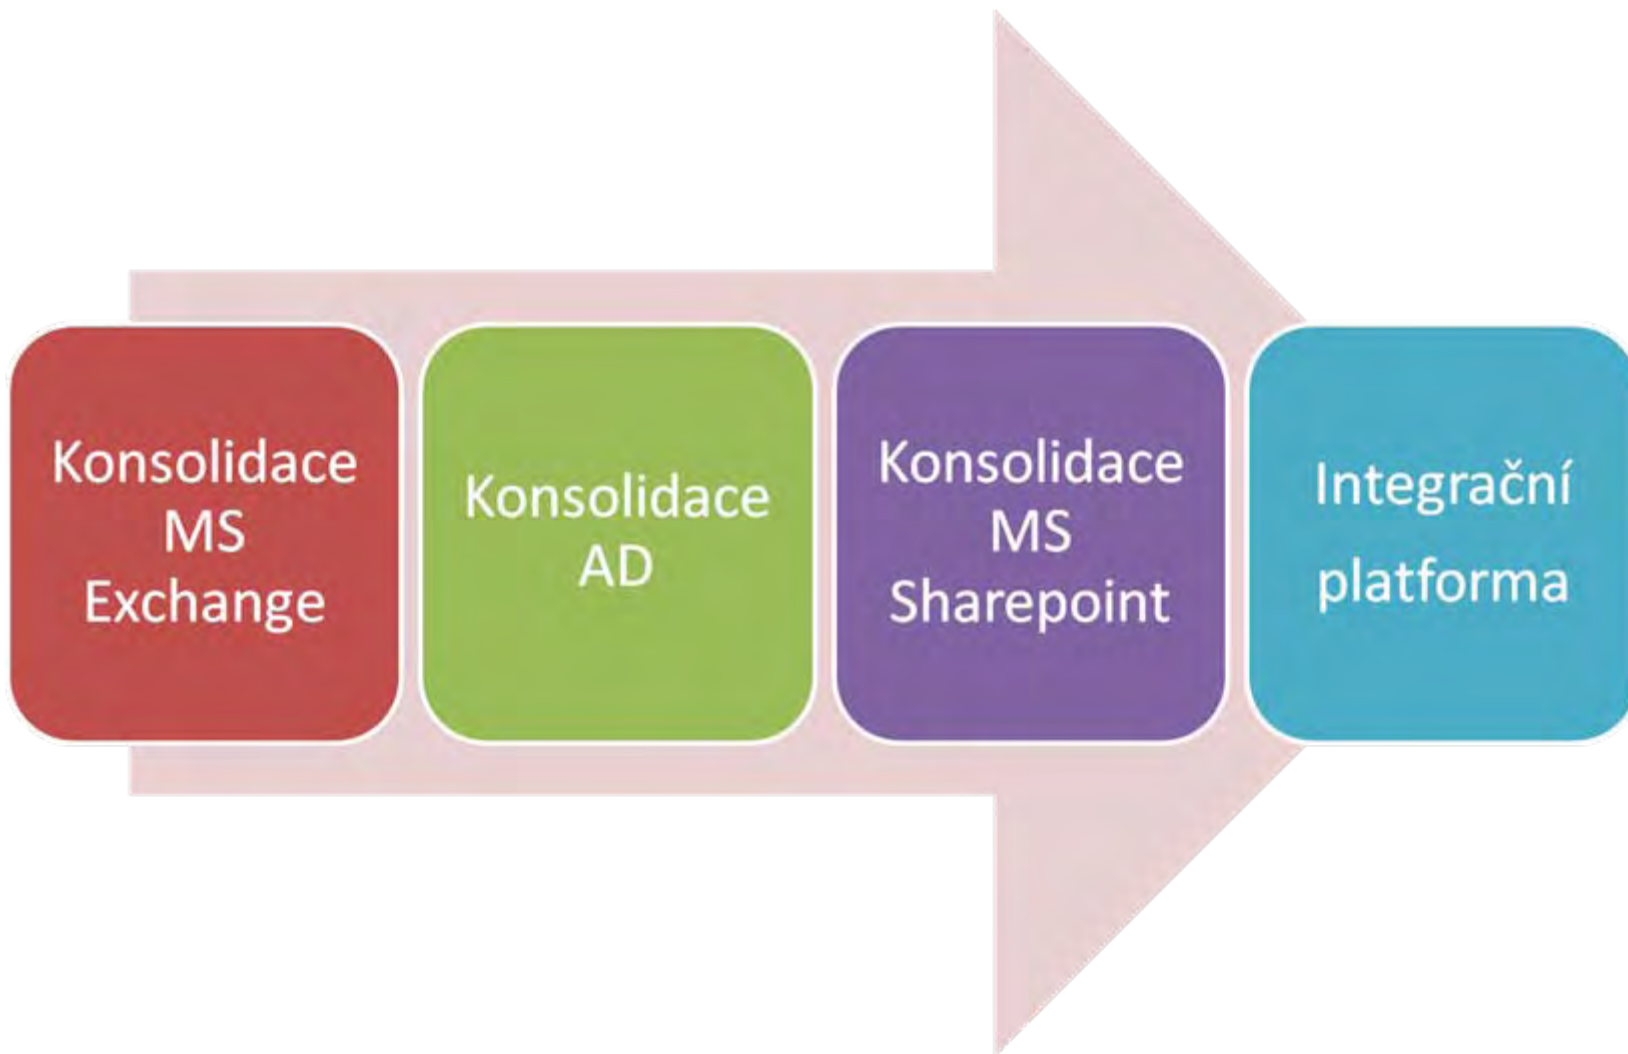 Konsolidace
MS
Exchange
Konsolidace
AD
Konsolidace
MS
Sharepoint
Integrační
platforma